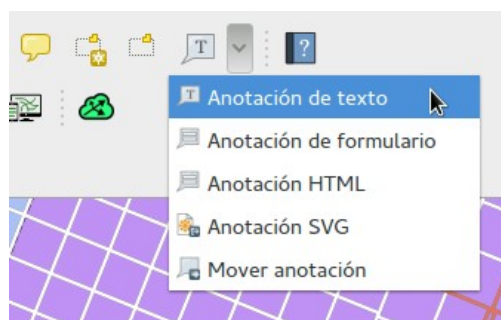 T
?
T Anotación de texto
Anotación de formulario
Anotación HTML
Anotación SVG
Mover anotación